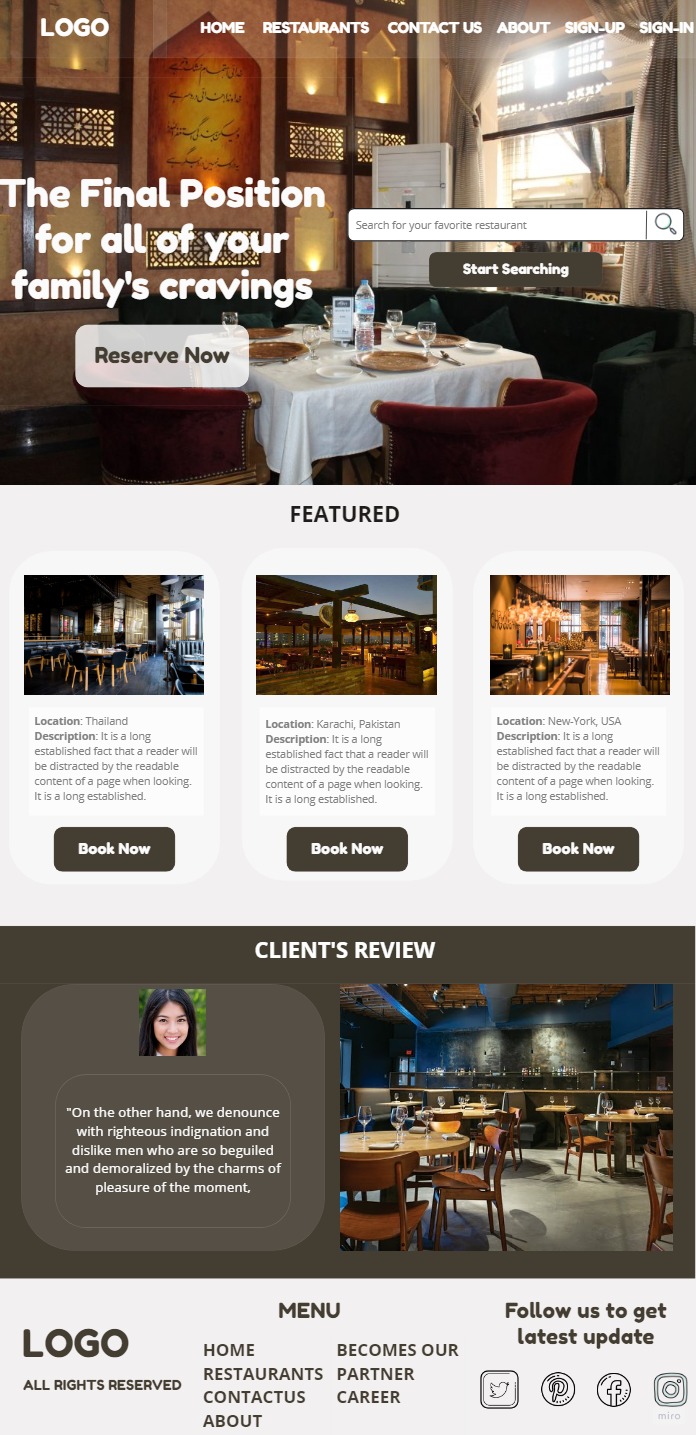 LOGO HOME RESTAURANTS CONTACT US ABOUT SIGN-UP SIGN-IN
The Final Position
for all of your
family's cravings
Search for your favorite restaurant
Start Searching
Reserve Now
FEATURED
Location: Thailand
Description: It is a long
established fact that a reader will
be distracted by the readable
content of a page when looking.
It is a long established.
Book Now
Location: Karachi, Pakistan
Description: It is a long
established fact that a reader will
be distracted by the readable
content of a page when looking.
It is a long established.
Book Now
Location: New-York, USA
Description: It is a long
established fact that a reader will
be distracted by the readable
content of a page when looking.
It is a long established.
Book Now
CLIENT'S REVIEW
"On the other hand, we denounce
with righteous indignation and
dislike men who are so beguiled
and demoralized by the charms of
pleasure of the moment,
LOGO
ALL RIGHTS RESERVED
MENU
HOME
RESTAURANTS
CONTACTUS
ABOUT
BECOMES OUR
PARTNER
CAREER
Follow us to get
latest update
miro